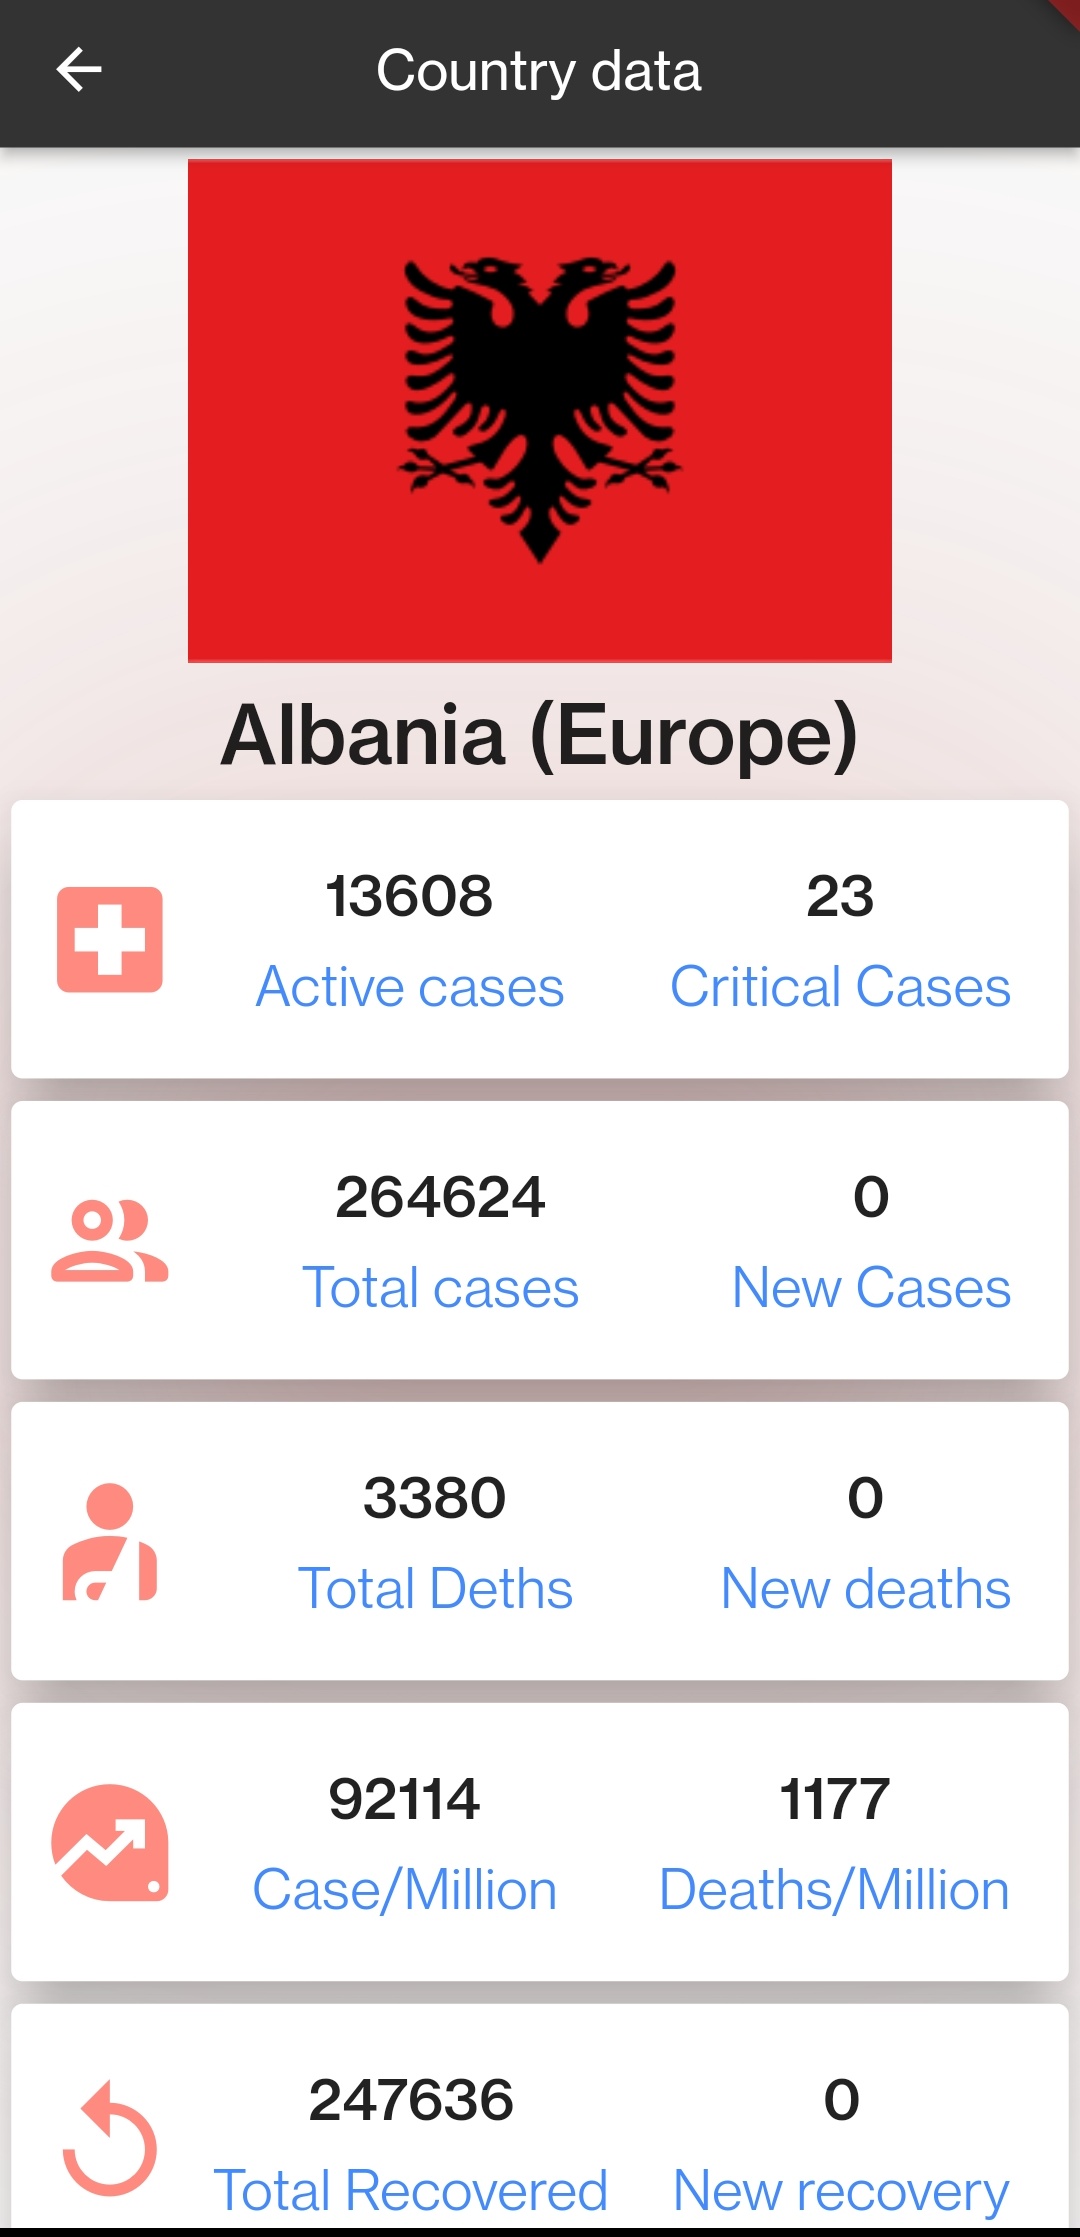 Country data
Albania (Europe)
13608 23
Active cases Critical Cases
264624 0
Total cases New Cases
3380 0
Total Deths New deaths
92114 1177
Case/Million Deaths/Million
247636 0
Total Recovered New recovery